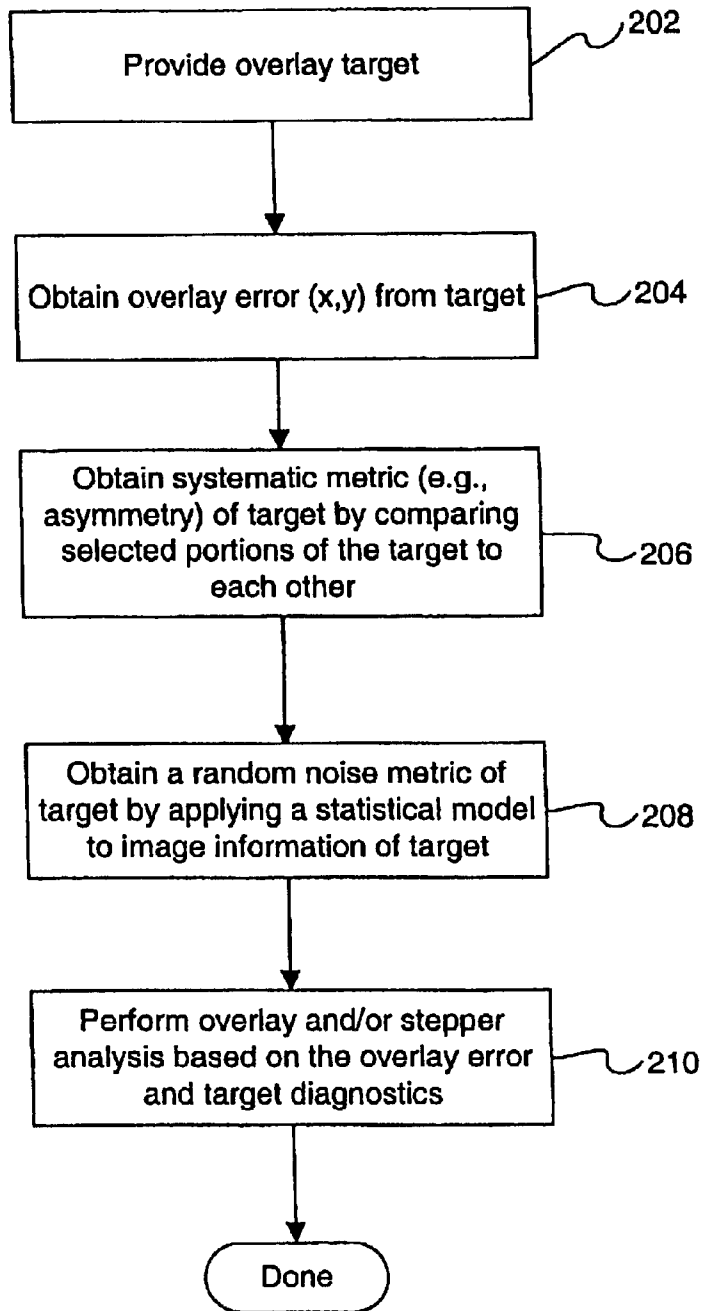 Provide overlay target
202
Obtain overlay error (x,y) from target
204
Obtain systematic metric (e.g.,
asymmetry) of target by comparing
selected portions of the target to
each other
206
Obtain a random noise metric of
target by applying a statistical model
to image information of target
208
Perform overlay and/or stepper
analysis based on the overlay error
and target diagnostics
210
Done